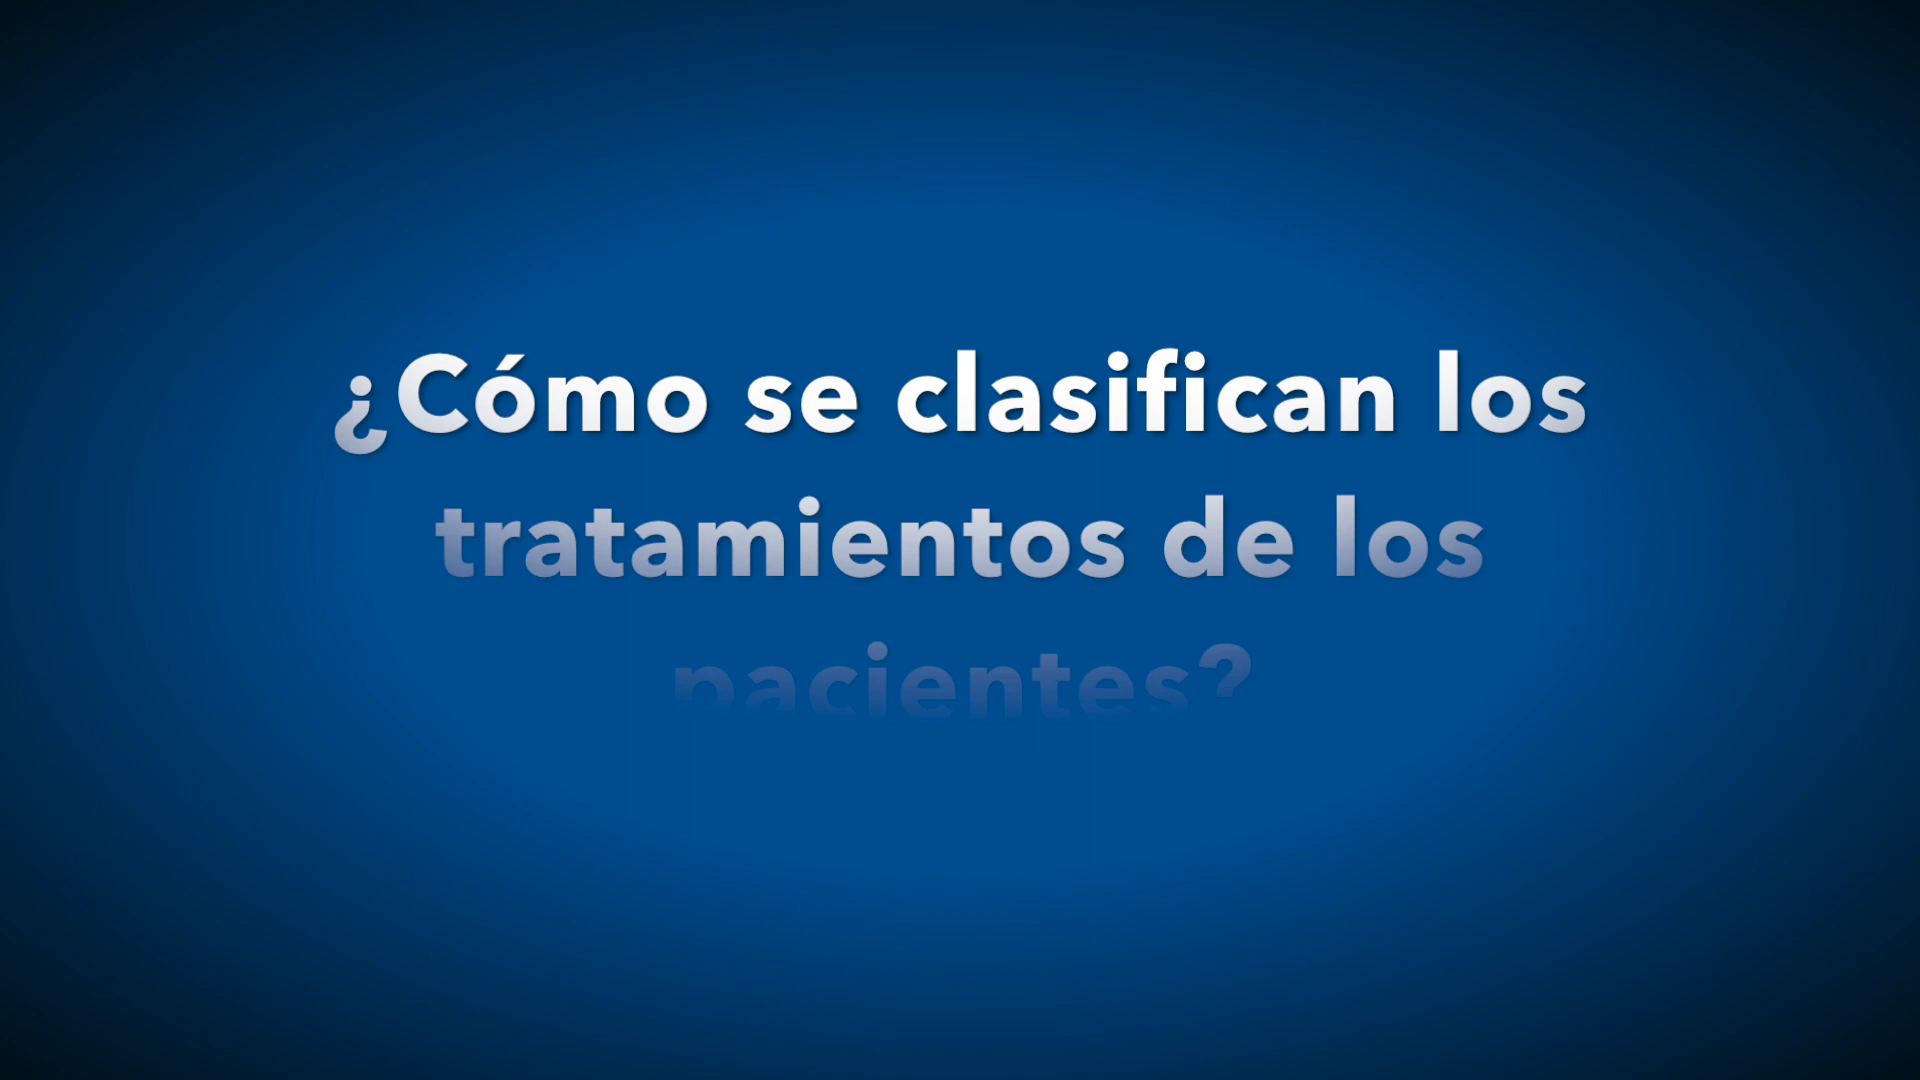 ¿Cómo se clasifican los
tratamientos de los
pacientes?